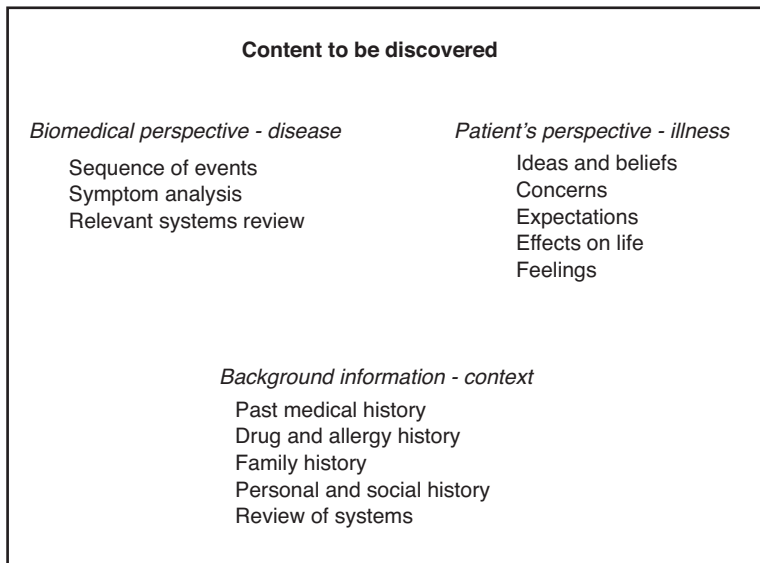 Content to be discovered
Biomedical perspective - disease
Sequence of events
Symptom analysis
Relevant systems review
Patient’s perspective - illness
Ideas and beliefs
Concerns
Expectations
Effects on life
Feelings
Background information - context
Past medical history
Drug and allergy history
Family history
Personal and social history
Review of systems